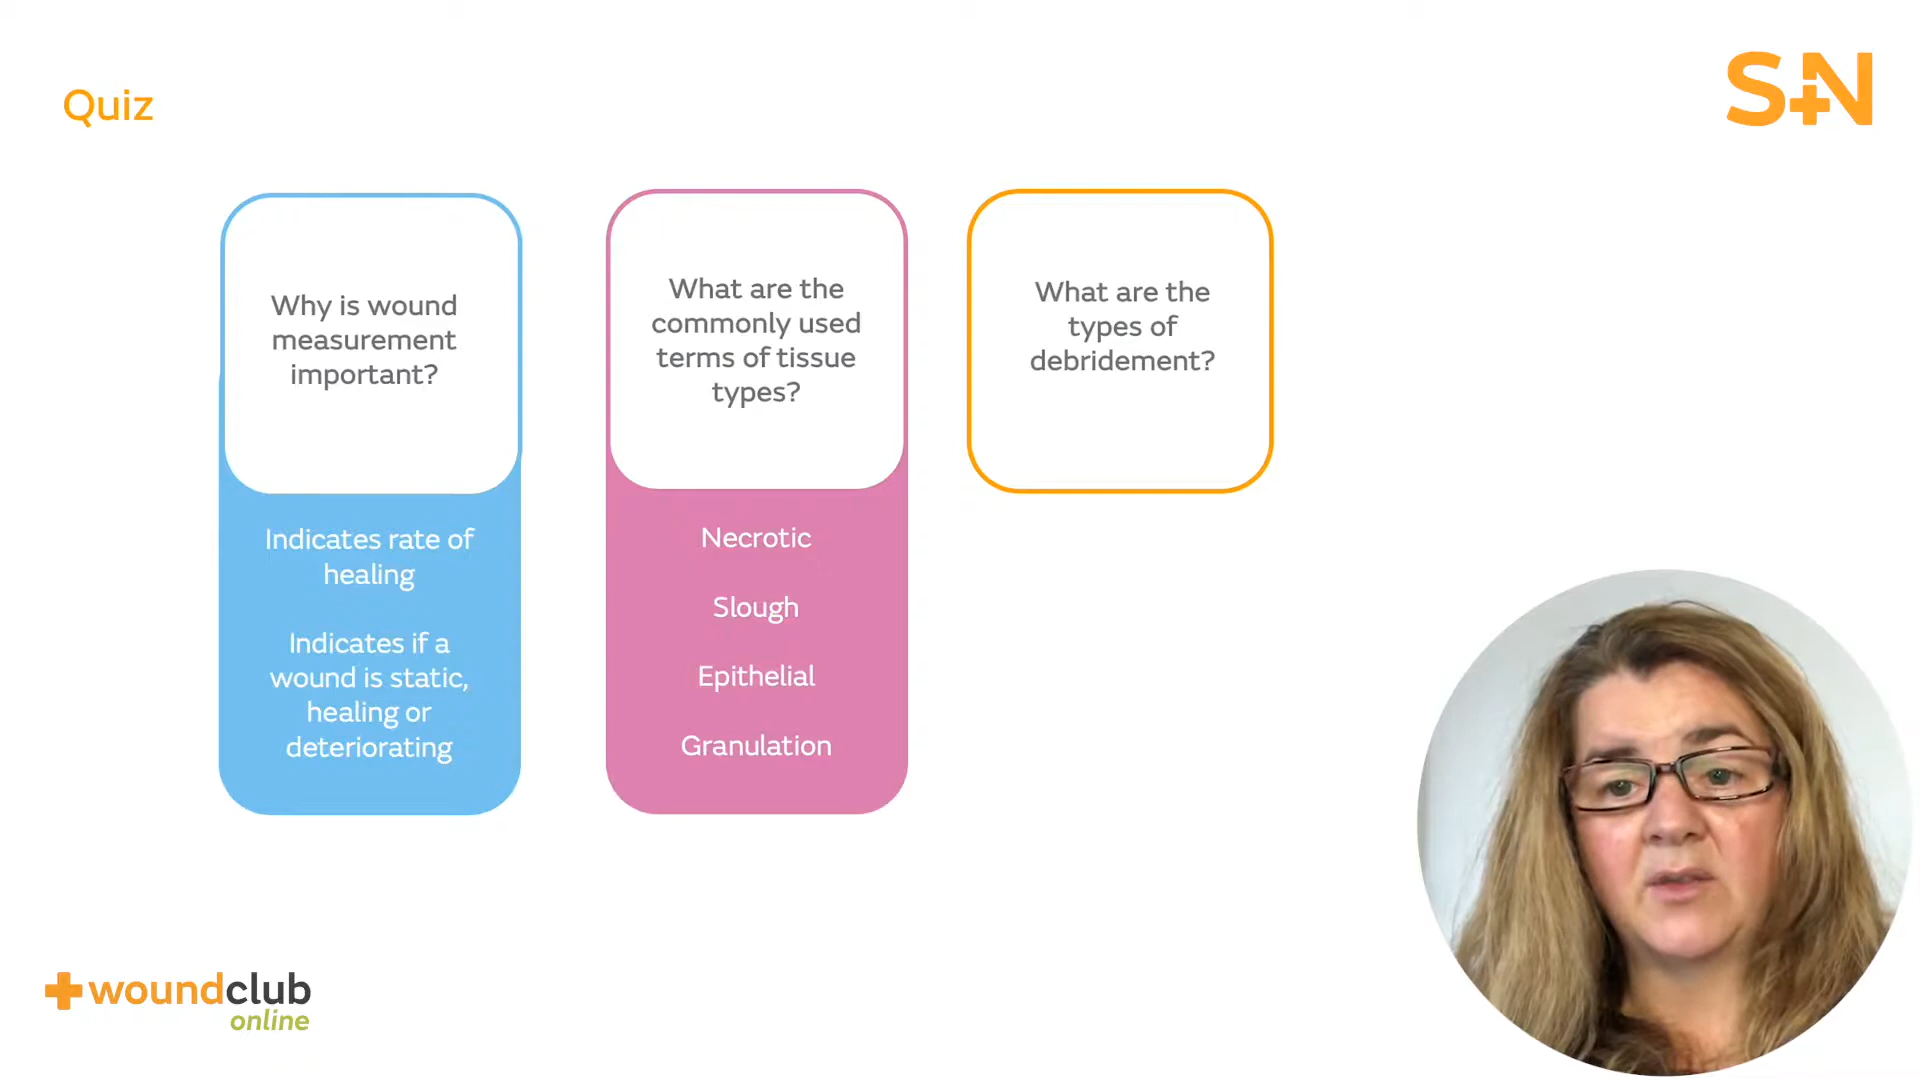 Quiz
S+N
Why is wound
measurement
important?
Indicates rate of
healing
Indicates if a
wound is static,
healing or
deteriorating
What are the
commonly used
terms of tissue
types?
Necrotic
Slough
Epithelial
Granulation
What are the
types of
debridement?
woundclub
online